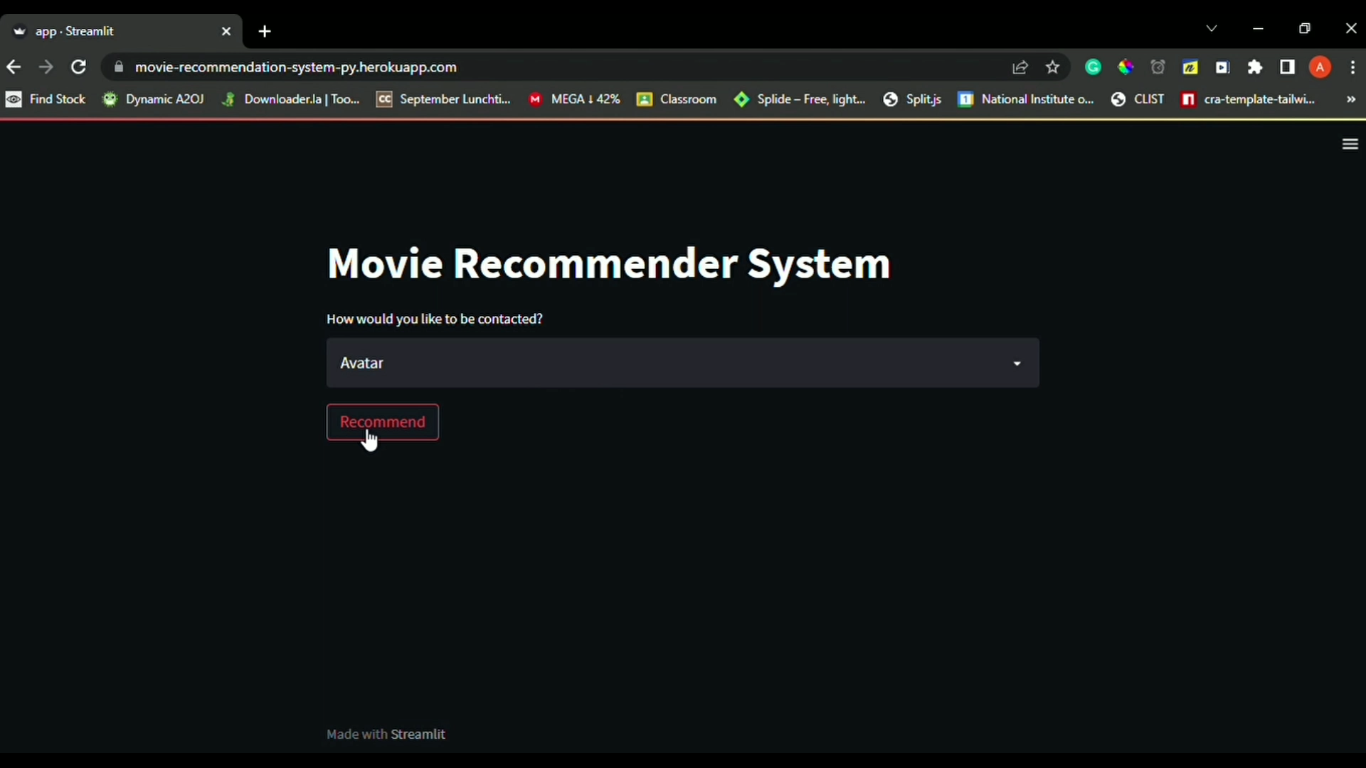 app · Streamlit
movie-recommendation-system-py.herokuapp.com
A
Find Stock
Dynamic A2OJ
Downloader.la | Too...
CC
September Lunchti...
M
MEGA ⭳ 42%
Classroom
Splide – Free, light...
Split.js
1
National Institute o...
CLIST
n
cra-template-tailwi...
»
Movie Recommender System
How would you like to be contacted?
Avatar
Recommend
Made with Streamlit